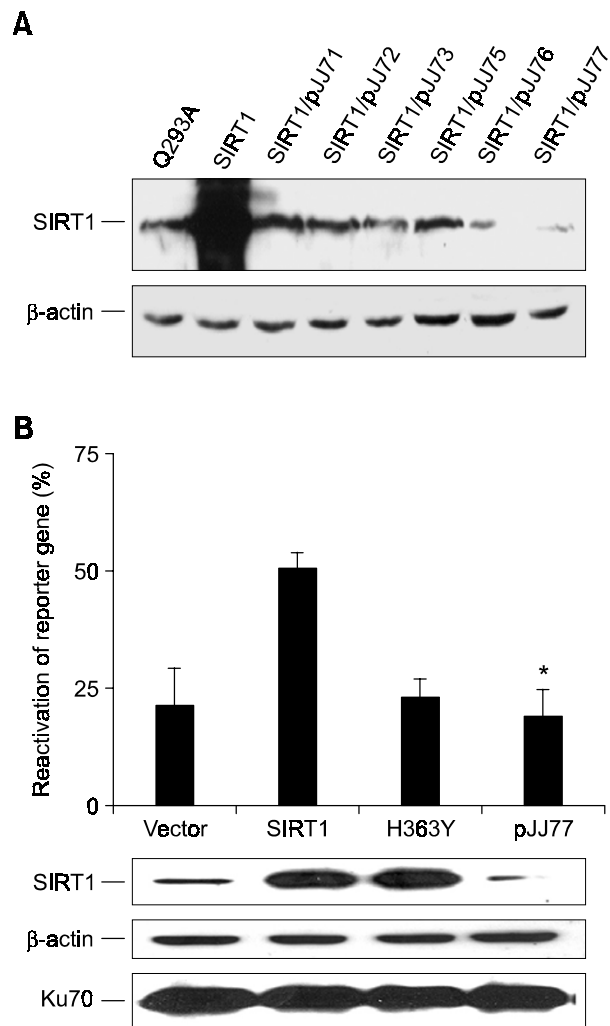 A
Q293A
SIRT1
SIRT1/pJJ71
SIRT1/pJJ72
SIRT1/pJJ73
SIRT1/pJJ75
SIRT1/pJJ76
SIRT1/pJJ77
SIRT1
β-actin
B
Reactivation of reporter gene (%)
75
50
25
0
*
Vector
SIRT1
H363Y
pJJ77
SIRT1
β-actin
Ku70